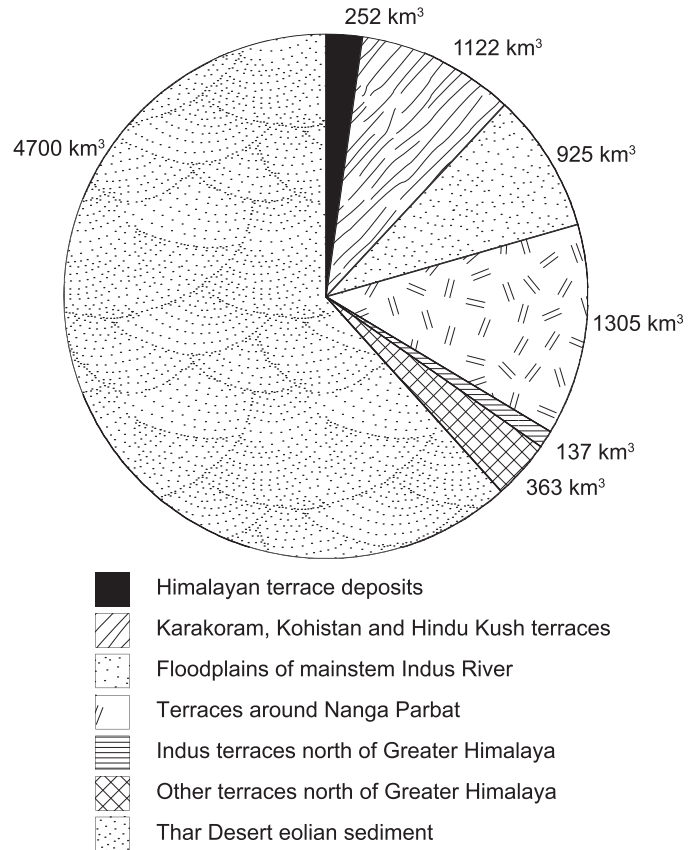 252 km³
1122 km³
4700 km³
925 km³
1305 km³
137 km³
363 km³
Himalayan terrace deposits
Karakoram, Kohistan and Hindu Kush terraces
Floodplains of mainstem Indus River
Terraces around Nanga Parbat
Indus terraces north of Greater Himalaya
Other terraces north of Greater Himalaya
Thar Desert eolian sediment